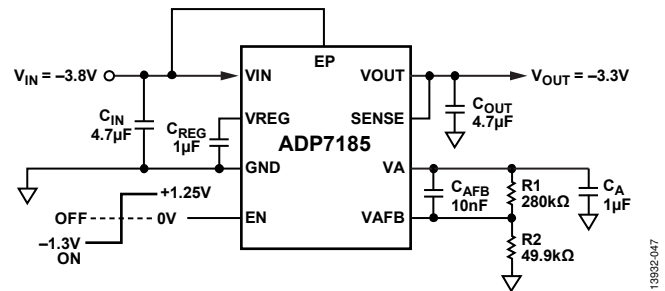 EP
VIN = –3.8V
VIN
VOUT
VOUT = –3.3V
CIN
4.7µF
CREG
1µF
VREG
SENSE
COUT
4.7µF
ADP7185
GND
VA
CAFB
10nF
R1
280kΩ
CA
1µF
+1.25V
OFF
0V
EN
VAFB
–1.3V
ON
R2
49.9kΩ
13932-047